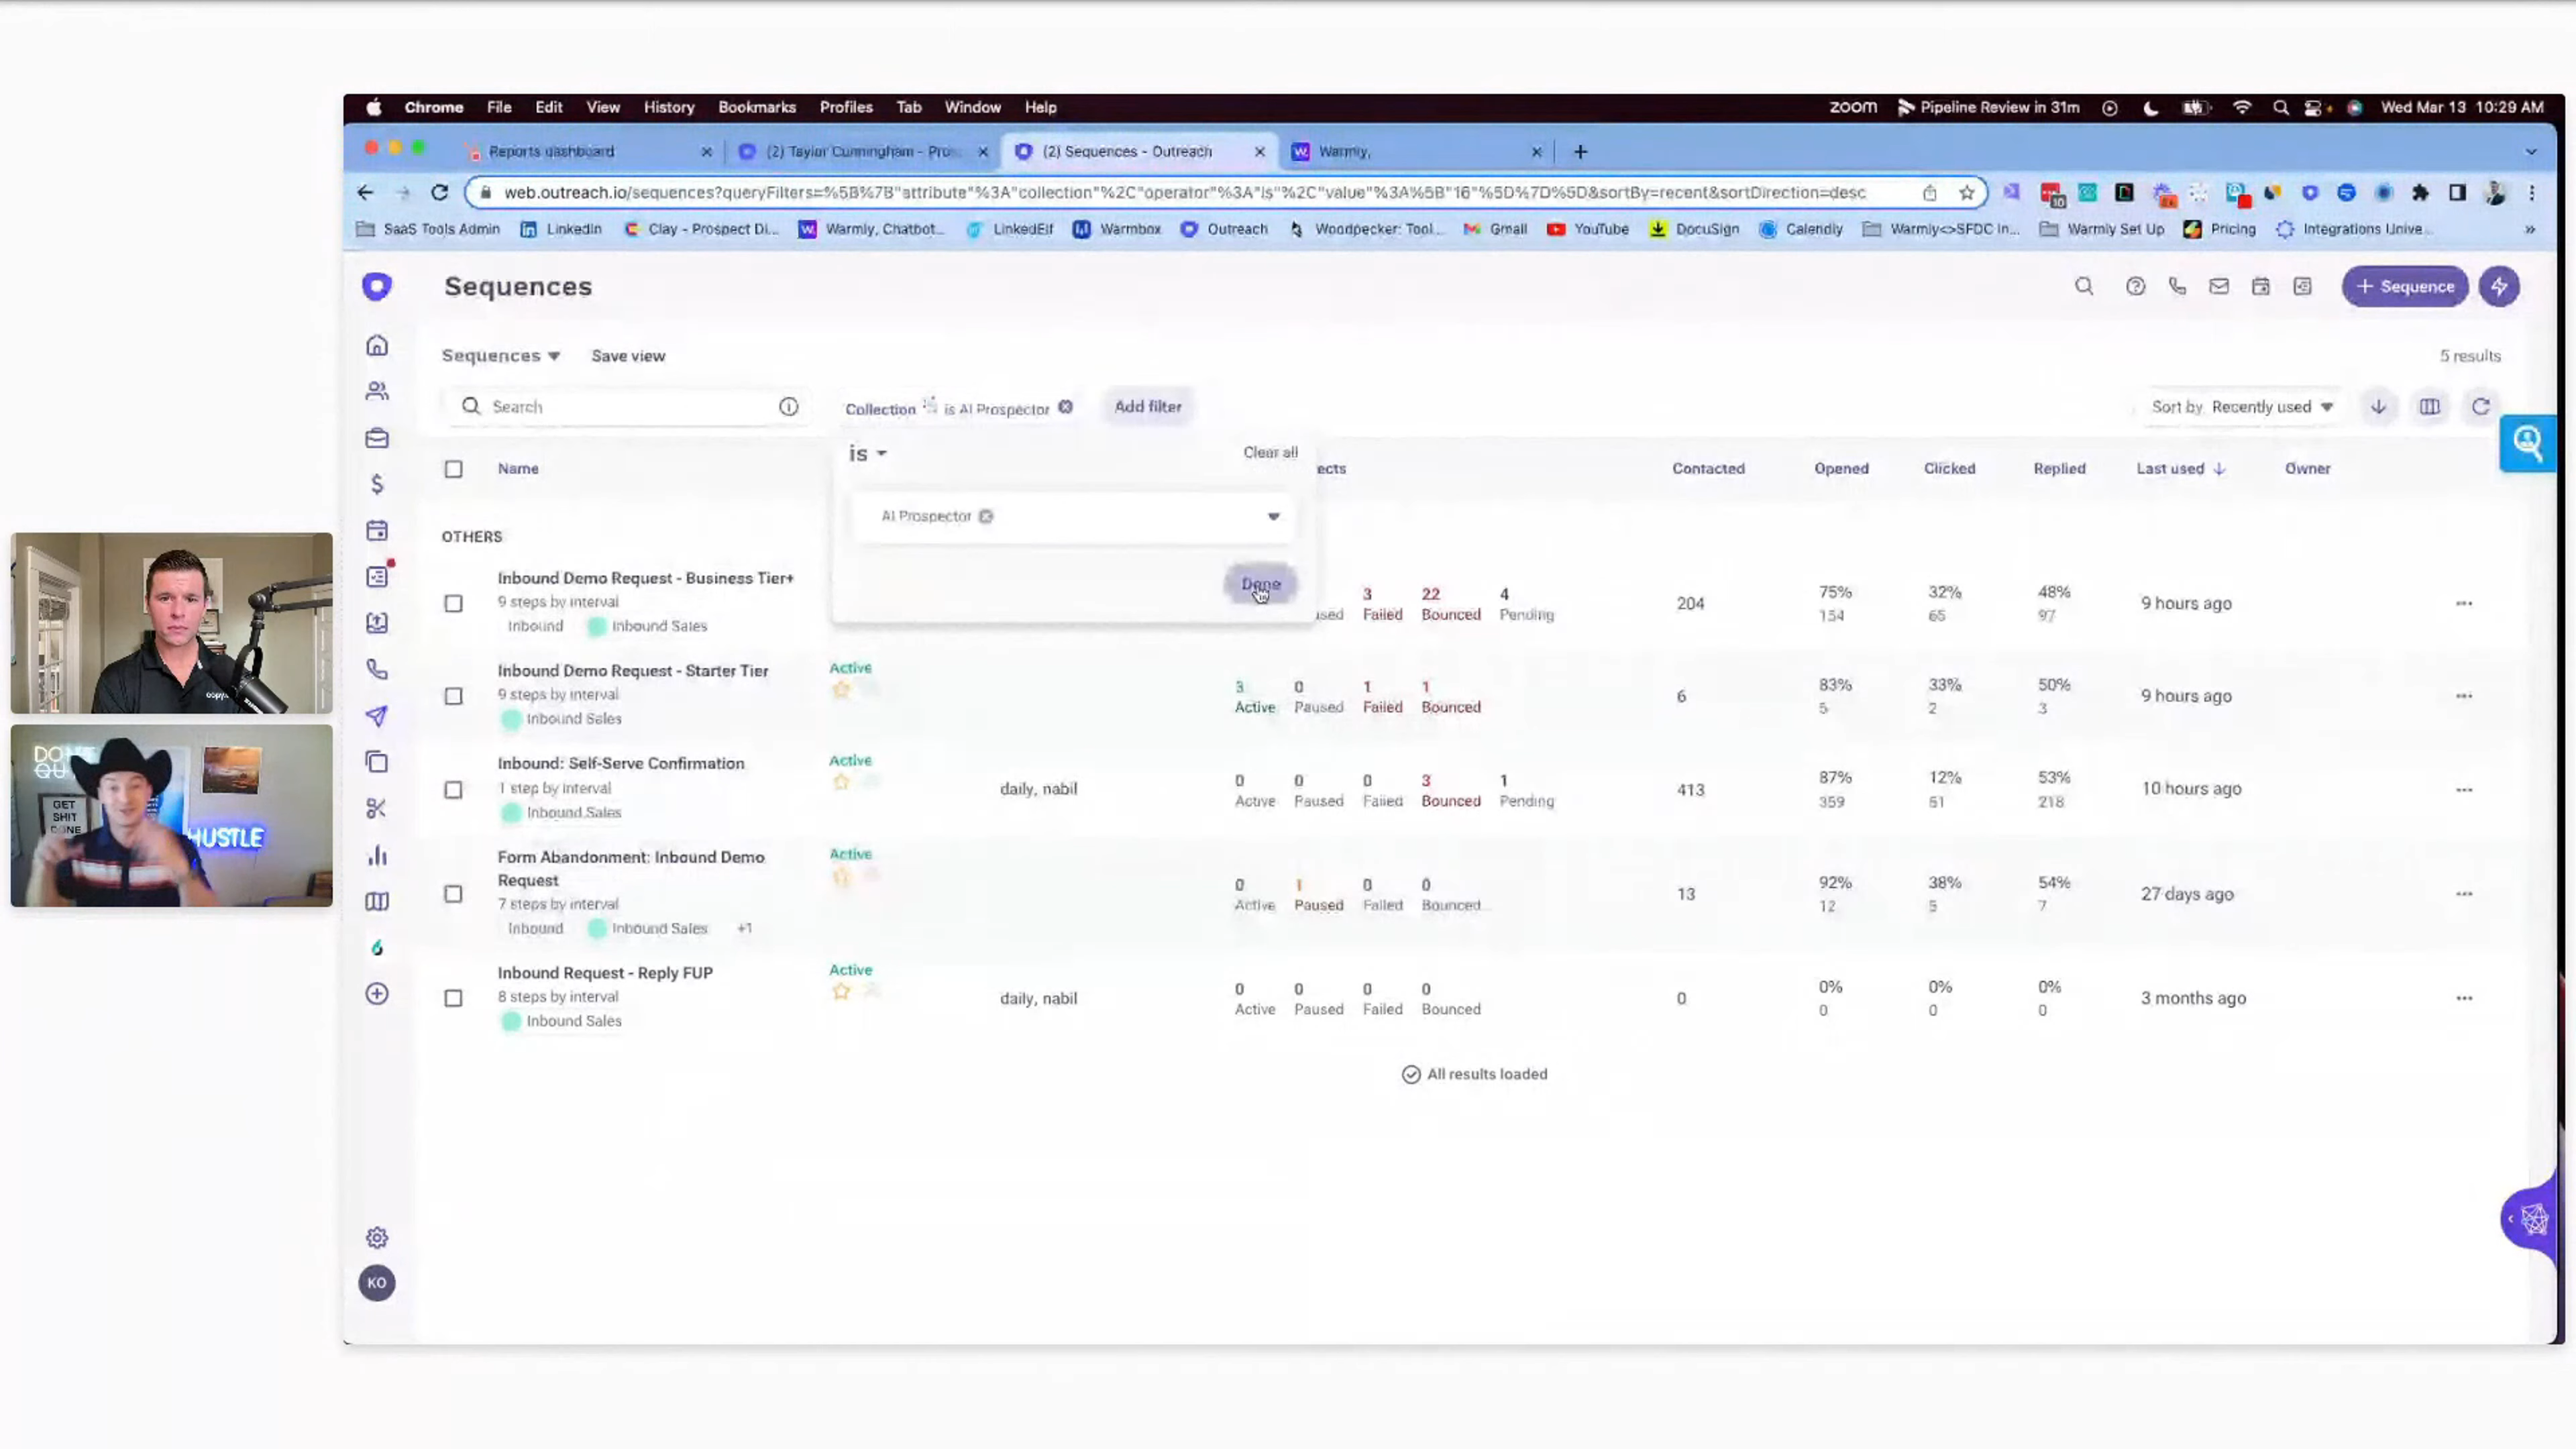 Chrome File Edit View History Bookmarks Profiles Tab Window Help
zoom Pipeline Review in 31m Wed Mar 13 10:29 AM
Reports dashboard (2) Taylor Cunningham - Pros (2) Sequences - Outreach Warmly,
web.outreach.io/sequences?queryFilters=%5B%7B"attribute"%3A"collection"%2C"operator"%3A"is"%2C"value"%3A%5B"16"%5D%7D%5D&sortBy=recent&sortDirection=desc
SaaS Tools Admin LinkedIn Clay - Prospect Di... Warmly, Chatbot... LinkedElf Warmbox Outreach Woodpecker: Tool... Gmail YouTube DocuSign Calendly Warmly<>SFDC In... Warmly Set Up Pricing Integrations Unive...
Sequences
+ Sequence
Sequences Save view
5 results
Search
Collection is AI Prospector
Add filter
Sort by Recently used
is Clear all
AI Prospector
Done
Name ects Contacted Opened Clicked Replied Last used Owner
OTHERS
Inbound Demo Request - Business Tier+
9 steps by interval
Inbound Inbound Sales
3 22 4
Failed Bounced Pending
204
75% 32% 48%
154 65 97
9 hours ago
Inbound Demo Request - Starter Tier
9 steps by interval
Inbound Sales
Active
3 0 1 1
Active Paused Failed Bounced
6
83% 33% 50%
5 2 3
9 hours ago
Inbound: Self-Serve Confirmation
1 step by interval
Inbound Sales
Active
daily, nabil
0 0 0 3 1
Active Paused Failed Bounced Pending
413
87% 12% 53%
359 51 218
10 hours ago
Form Abandonment: Inbound Demo
Request
7 steps by interval
Inbound Inbound Sales +1
Active
0 1 0 0
Active Paused Failed Bounced
13
92% 38% 54%
12 5 7
27 days ago
Inbound Request - Reply FUP
8 steps by interval
Inbound Sales
Active
daily, nabil
0 0 0 0
Active Paused Failed Bounced
0
0% 0% 0%
0 0 0
3 months ago
All results loaded
KO
GET
SHIT
DONE
HUSTLE